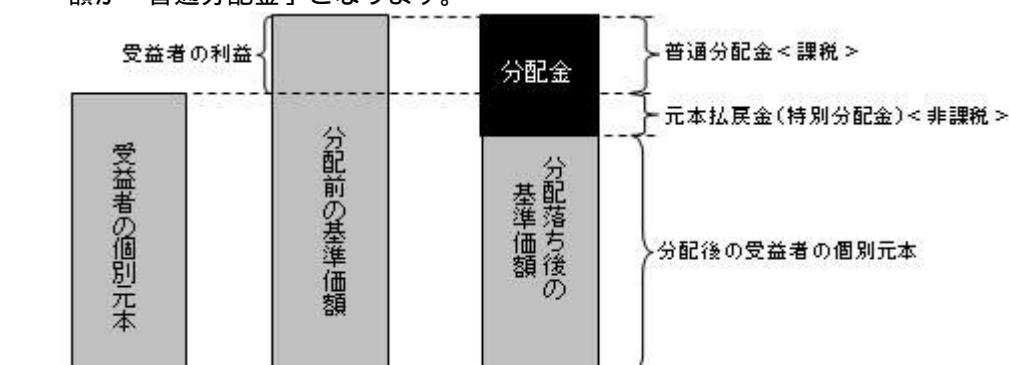 額が「普通分配金」となります。
受益者の利益
分配金
普通分配金<課税>
元本払戻金(特別分配金)<非課税>
受益者の個別元本
分配前の基準価額
分配落ち後の
基準価額
分配後の受益者の個別元本